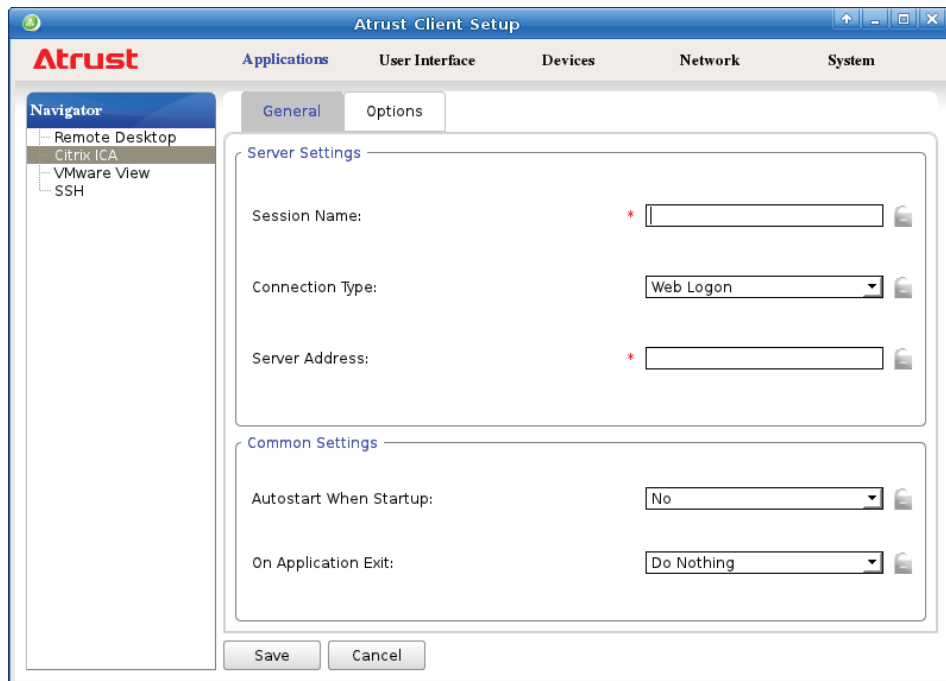 Atrust Client Setup
Atrust
Applications User Interface Devices Network System
Navigator
Remote Desktop
Citrix ICA
VMware View
SSH
General Options
Server Settings
Session Name: *
Connection Type: Web Logon
Server Address: *
Common Settings
Autostart When Startup: No
On Application Exit: Do Nothing
Save Cancel